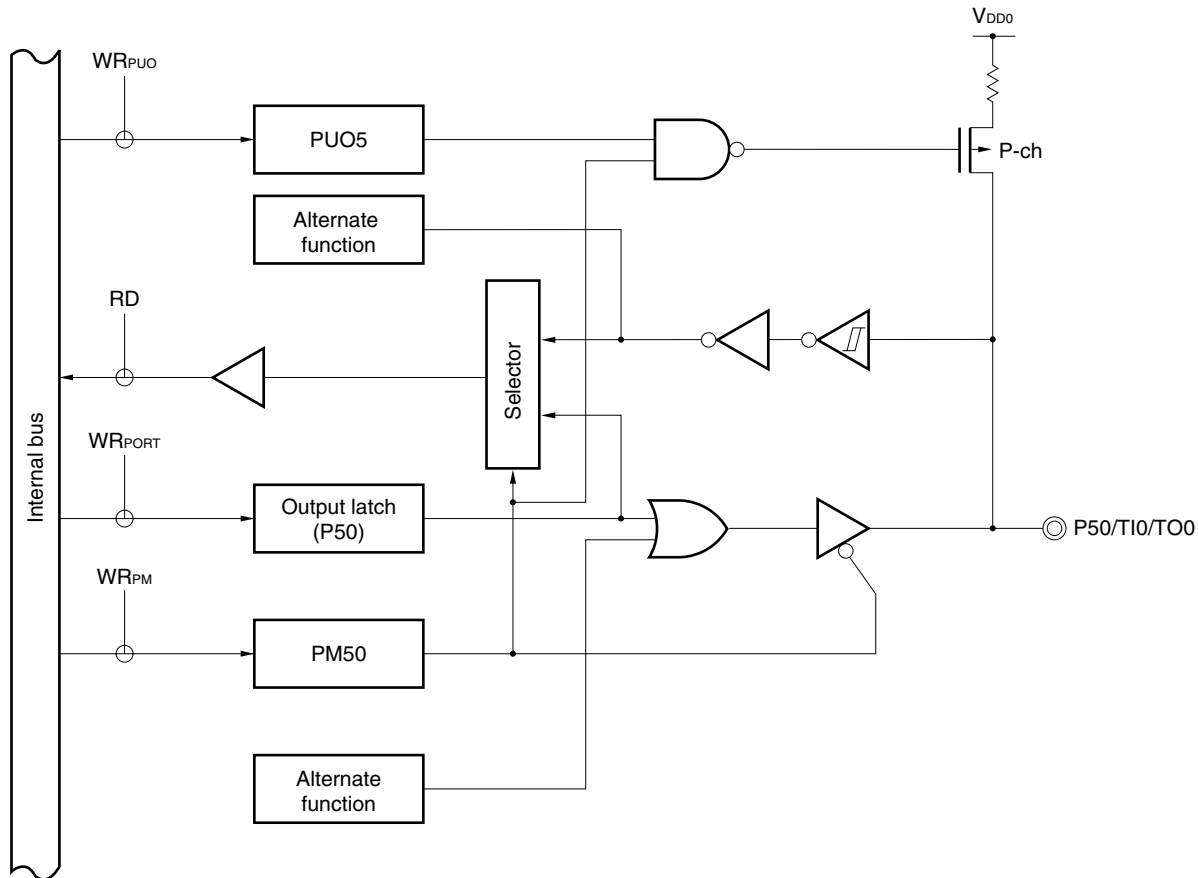 VDD0
WRPUO
PUO5
P-ch
Alternate
function
RD
Selector
Internal bus
WRPORT
Output latch
(P50)
P50/TI0/TO0
WRPM
PM50
Alternate
function